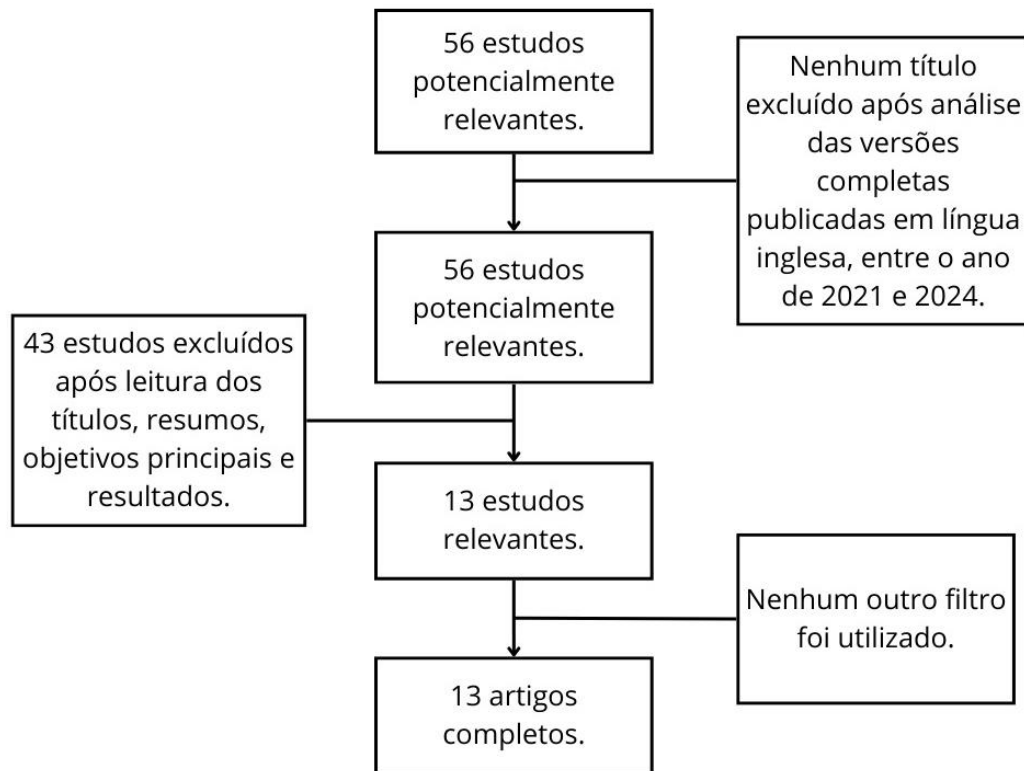 56 estudos
potencialmente
relevantes.
Nenhum título
excluído após análise
das versões
completas
publicadas em língua
inglesa, entre o ano
de 2021 e 2024.
56 estudos
potencialmente
relevantes.
43 estudos excluídos
após leitura dos
títulos, resumos,
objetivos principais e
resultados.
13 estudos
relevantes.
Nenhum outro filtro
foi utilizado.
13 artigos
completos.